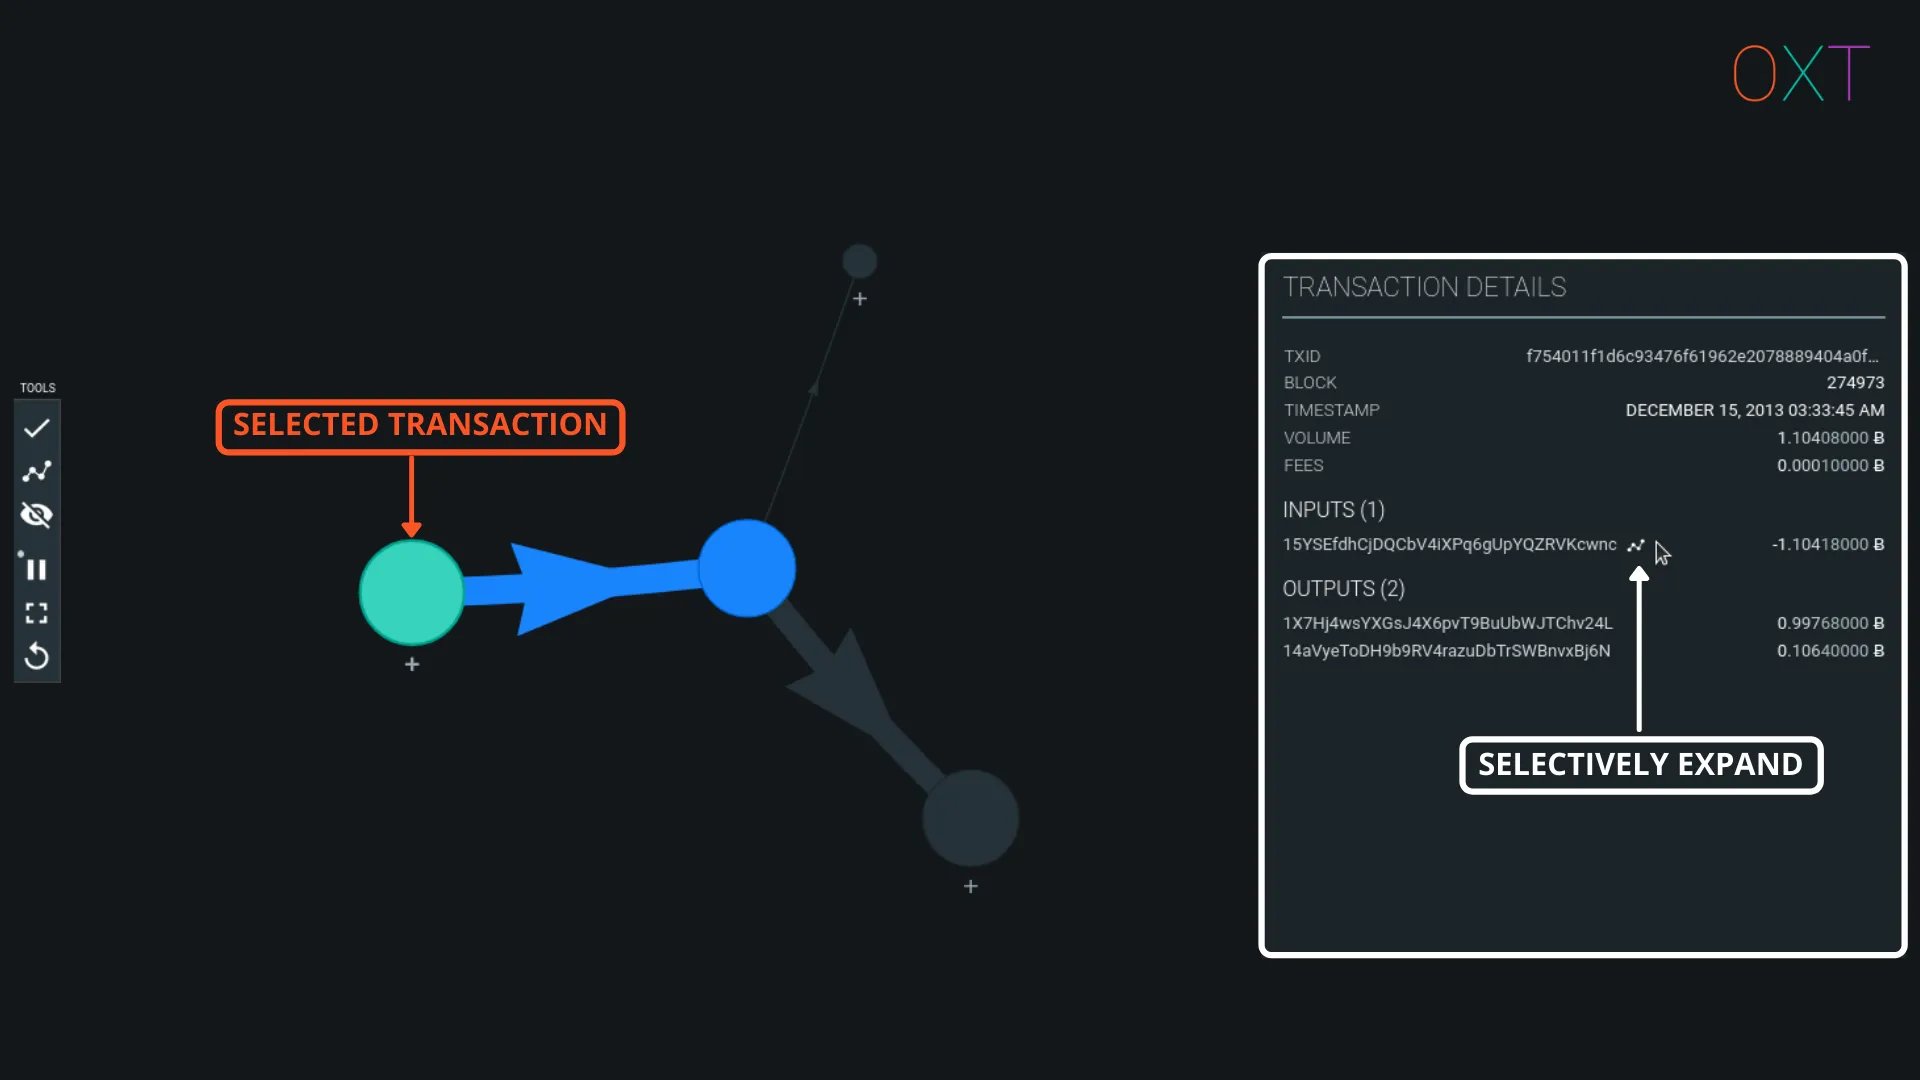 OXT
TOOLS
SELECTED TRANSACTION
+
+
+
TRANSACTION DETAILS
TXID f754011f1d6c93476f61962e2078889404a0f...
BLOCK 274973
TIMESTAMP DECEMBER 15, 2013 03:33:45 AM
VOLUME 1.10408000 Ƀ
FEES 0.00010000 Ƀ
INPUTS (1)
15YSEfdhCjDQCbV4iXPq6gUpYQZRVKcwnc -1.10418000 Ƀ
OUTPUTS (2)
1X7Hj4wsYXGsJ4X6pvT9BuUbWJTChv24L 0.99768000 Ƀ
14aVyeToDH9b9RV4razuDbTrSWBnvxBj6N 0.10640000 Ƀ
SELECTIVELY EXPAND